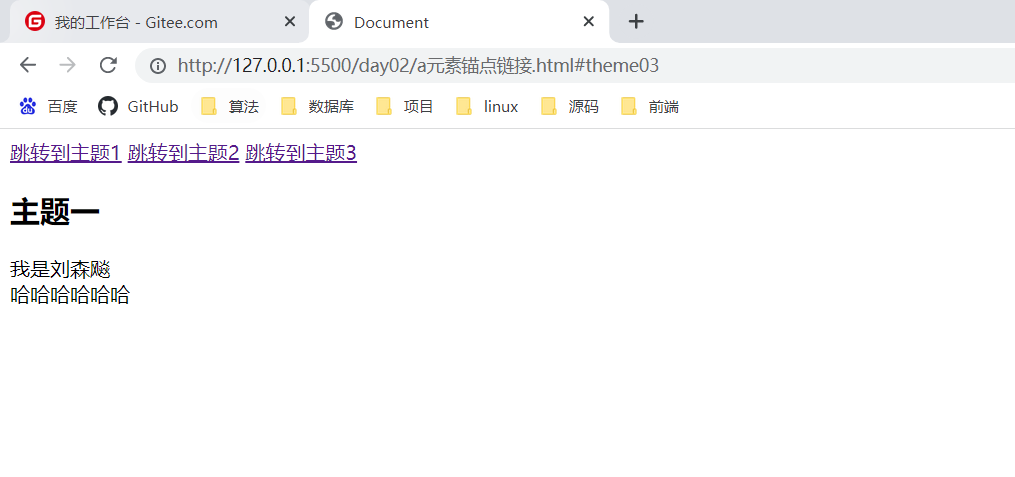 我的工作台 - Gitee.com Document
http://127.0.0.1:5500/day02/a元素锚点链接.html#theme03
百度 GitHub 算法 数据库 项目 linux 源码 前端
跳转到主题1 跳转到主题2 跳转到主题3
主题一
我是刘森飚
哈哈哈哈哈哈